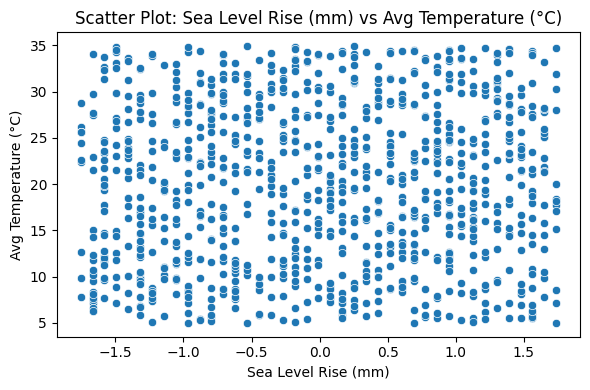 Scatter Plot: Sea Level Rise (mm) vs Avg Temperature (°C)
35
30
25
20
15
10
5
Avg Temperature (°C)
−1.5 −1.0 −0.5 0.0 0.5 1.0 1.5
Sea Level Rise (mm)